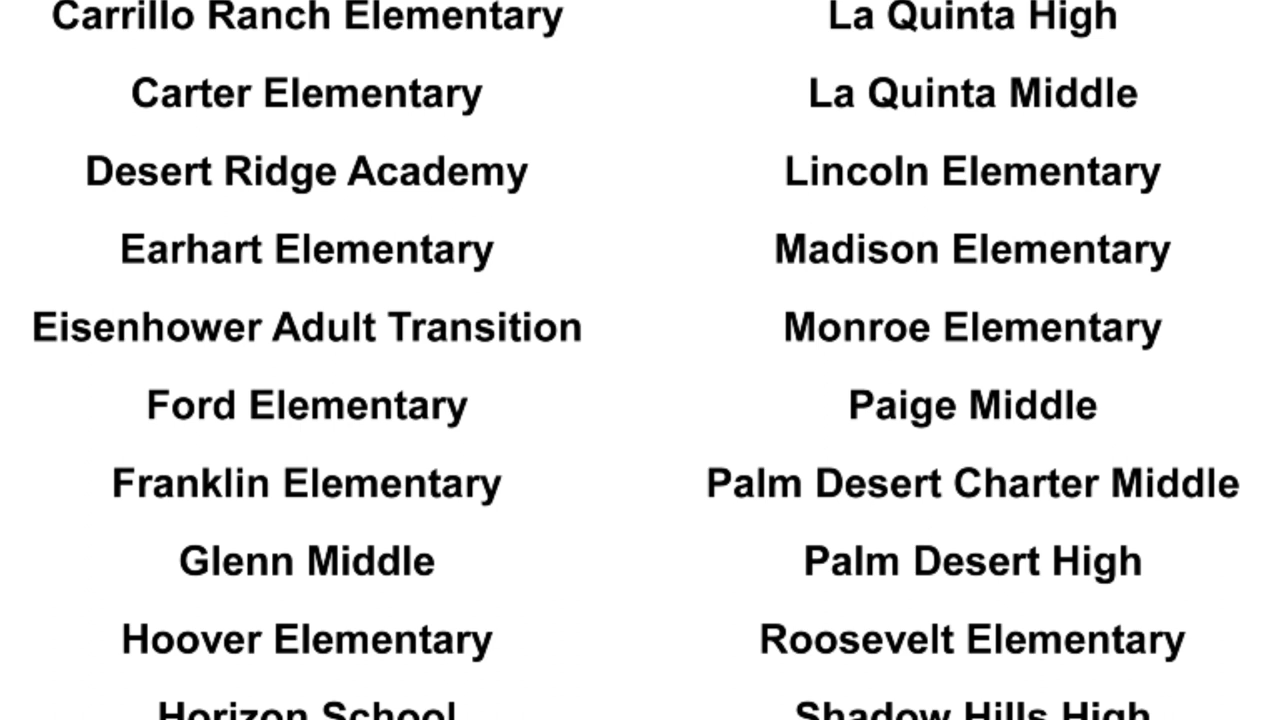 Carrillo Ranch Elementary
Carter Elementary
Desert Ridge Academy
Earhart Elementary
Eisenhower Adult Transition
Ford Elementary
Franklin Elementary
Glenn Middle
Hoover Elementary
Horizon School
La Quinta High
La Quinta Middle
Lincoln Elementary
Madison Elementary
Monroe Elementary
Paige Middle
Palm Desert Charter Middle
Palm Desert High
Roosevelt Elementary
Shadow Hills High